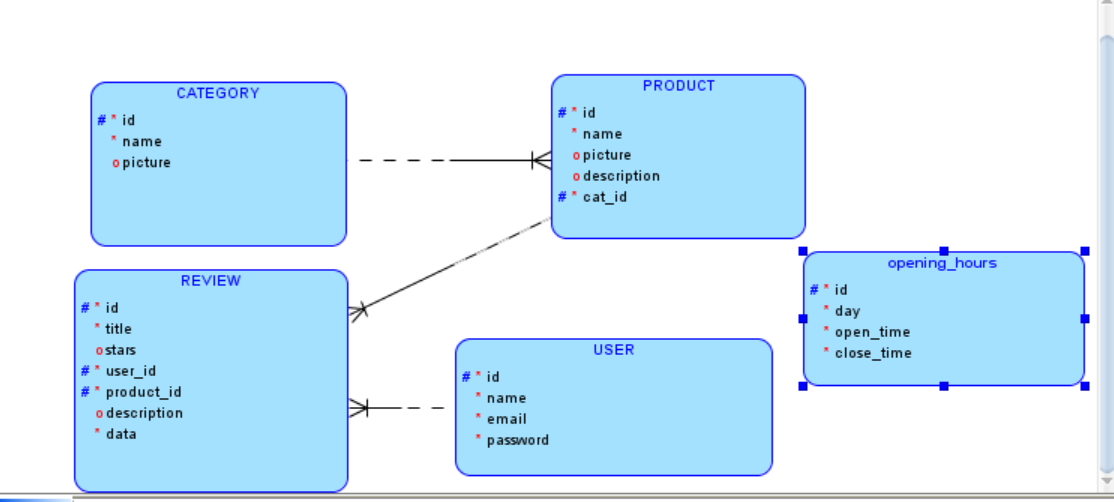 CATEGORY
# * id
* name
o picture
PRODUCT
# * id
* name
o picture
o description
# * cat_id
REVIEW
# * id
* title
o stars
# * user_id
# * product_id
o description
* data
USER
# * id
* name
* email
* password
opening_hours
# * id
* day
* open_time
* close_time